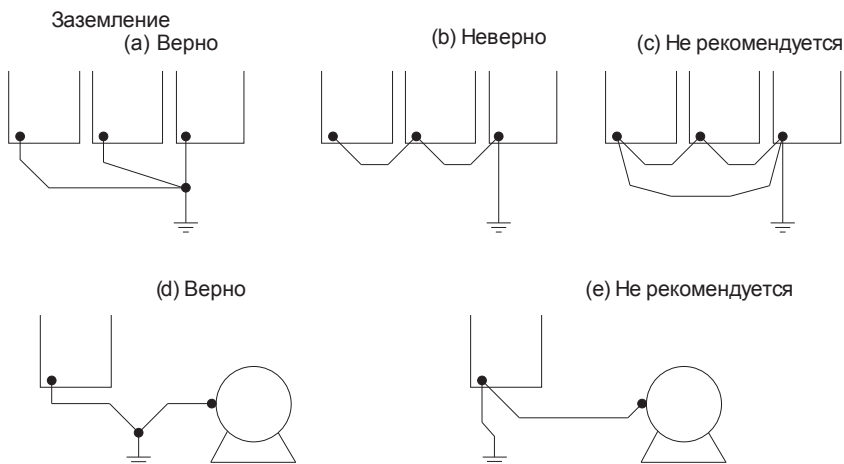 Заземление
(a) Верно
(b) Неверно
(c) Не рекомендуется
(d) Верно
(e) Не рекомендуется